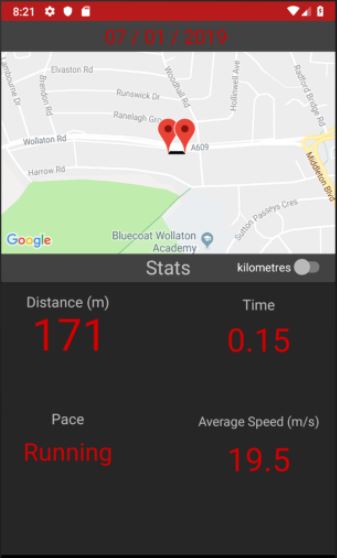 8:21
07 / 01 / 2019
Lambourne Dr
Elvaston Rd
Brendon Rd
Woodhall Rd
Hollinwell Ave
Radford Bridge Rd
Runswick Dr
Ranelagh Gro
Wollaton Rd
A609
Harrow Rd
Middleton Blvd
Sutton Passeys Cres
Bluecoat Wollaton
Academy
Google
Stats
kilometres
Distance (m)
Time
171
0.15
Pace
Average Speed (m/s)
Running
19.5